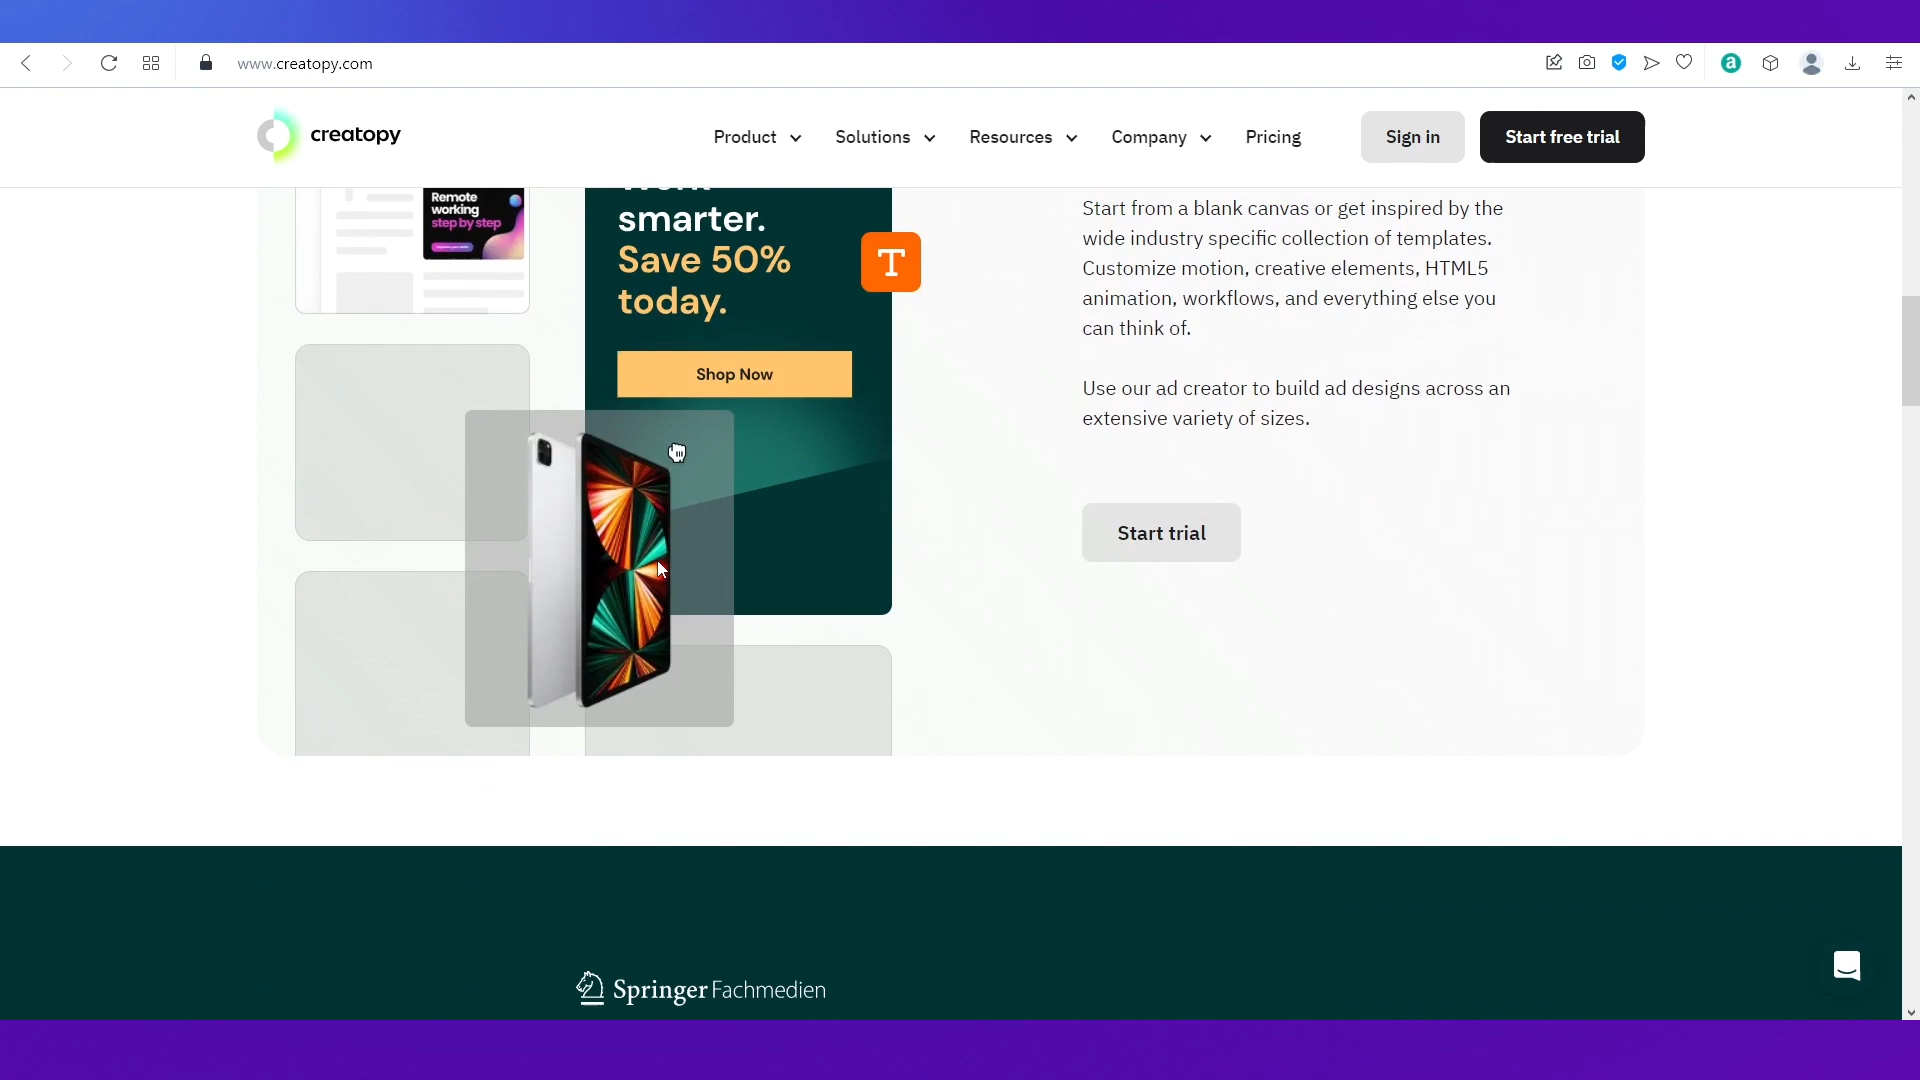 www.creatopy.com
creatopy
Product
Solutions
Resources
Company
Pricing
Sign in
Start free trial
Remote
working
step by step
smarter.
Save 50%
today.
Shop Now
T
Start from a blank canvas or get inspired by the
wide industry specific collection of templates.
Customize motion, creative elements, HTML5
animation, workflows, and everything else you
can think of.
Use our ad creator to build ad designs across an
extensive variety of sizes.
Start trial
Springer Fachmedien
a